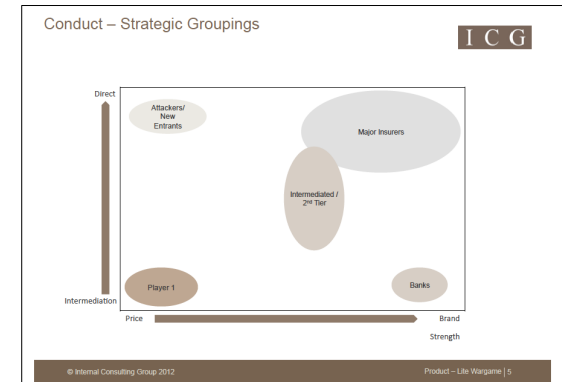 Conduct – Strategic Groupings
I C G
Direct
Attackers/
New
Entrants
Major Insurers
Intermediated /
2nd Tier
Player 1
Banks
Intermediation
Price
Brand
Strength
© Internal Consulting Group 2012
Product – Lite Wargame | 5